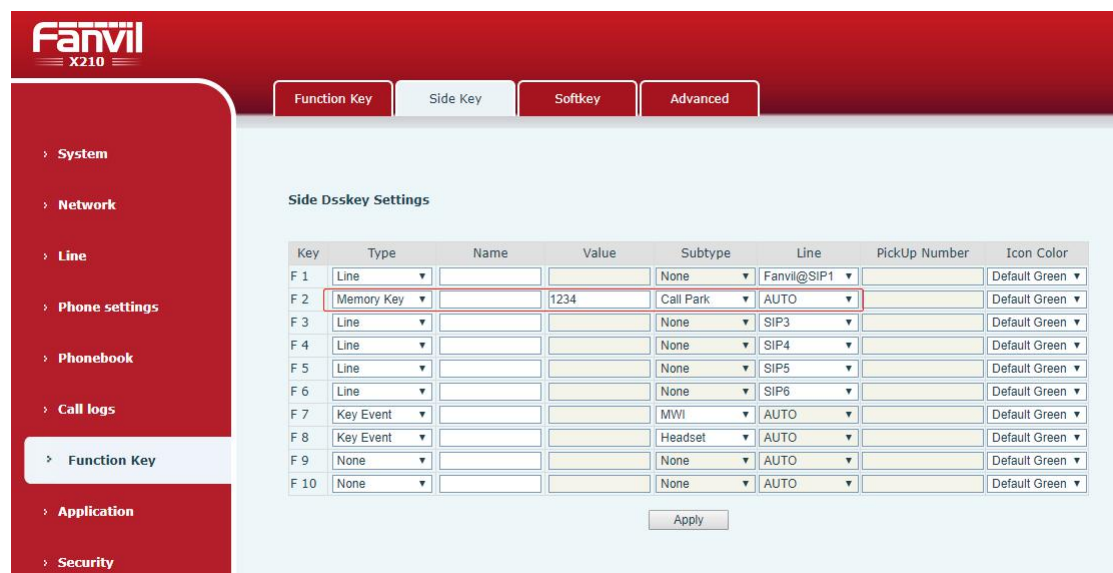 Fanvil
X210
Function Key Side Key Softkey Advanced
System
Network
Line
Phone settings
Phonebook
Call logs
Function Key
Application
Security
Side Dsskey Settings
Key Type Name Value Subtype Line PickUp Number Icon Color
F 1 Line None Fanvil@SIP1 Default Green
F 2 Memory Key 1234 Call Park AUTO Default Green
F 3 Line None SIP3 Default Green
F 4 Line None SIP4 Default Green
F 5 Line None SIP5 Default Green
F 6 Line None SIP6 Default Green
F 7 Key Event MWI AUTO Default Green
F 8 Key Event Headset AUTO Default Green
F 9 None None AUTO Default Green
F 10 None None AUTO Default Green
Apply